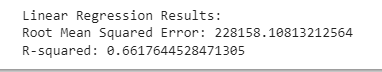 Linear Regression Results:
Root Mean Squared Error: 228158.10813212564
R-squared: 0.6617644528471305